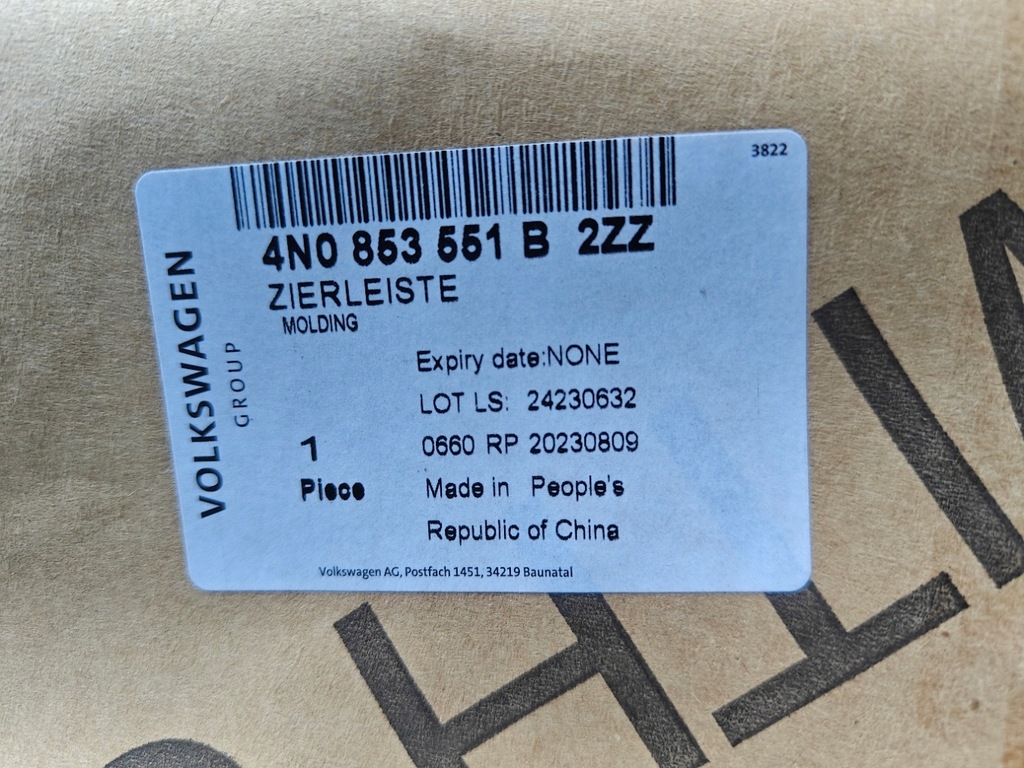 3822
4N0 853 551 B 2ZZ
ZIERLEISTE
MOLDING
VOLKSWAGEN
GROUP
Expiry date:NONE
LOT LS: 24230632
1
0660 RP 20230809
Piece
Made in People's
Republic of China
Volkswagen AG, Postfach 1451, 34219 Baunatal